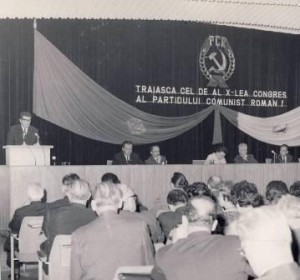 PCR
TRAIASCA CEL DE AL X-LEA CONGRES
AL PARTIDULUI COMUNIST ROMAN!